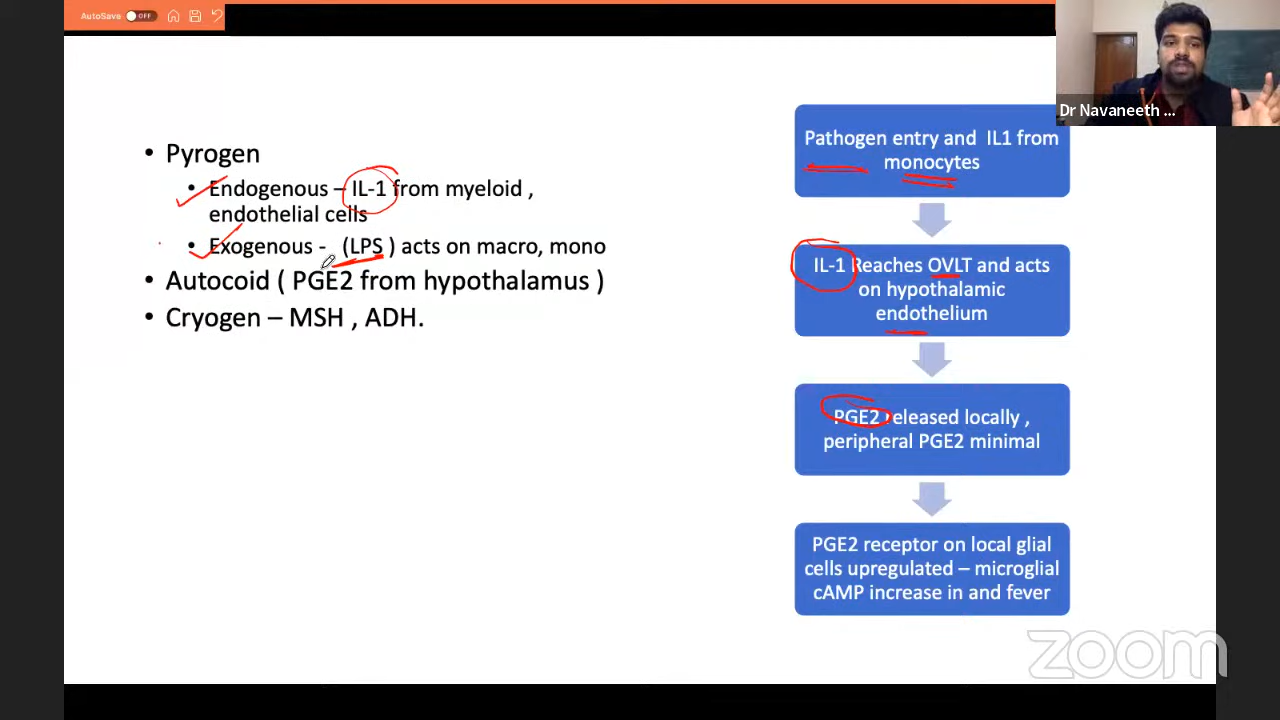 AutoSave OFF
Dr Navaneeth ...
• Pyrogen
• Endogenous – IL-1 from myeloid ,
endothelial cells
• Exogenous - (LPS ) acts on macro, mono
• Autocoid ( PGE2 from hypothalamus )
• Cryogen – MSH , ADH.
Pathogen entry and IL1 from
monocytes
IL-1 Reaches OVLT and acts
on hypothalamic
endothelium
PGE2 released locally ,
peripheral PGE2 minimal
PGE2 receptor on local glial
cells upregulated – microglial
cAMP increase in and fever
zoom